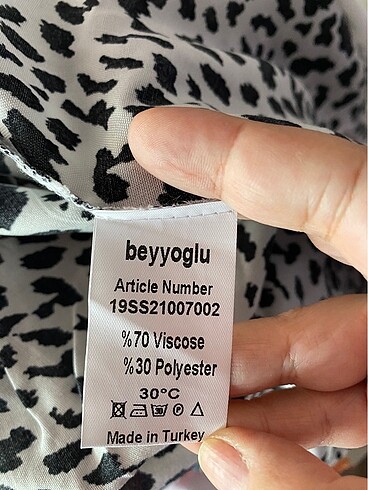 beyyoglu
Article Number
19SS21007002
%70 Viscose
%30 Polyester
30°C
Made in Turkey